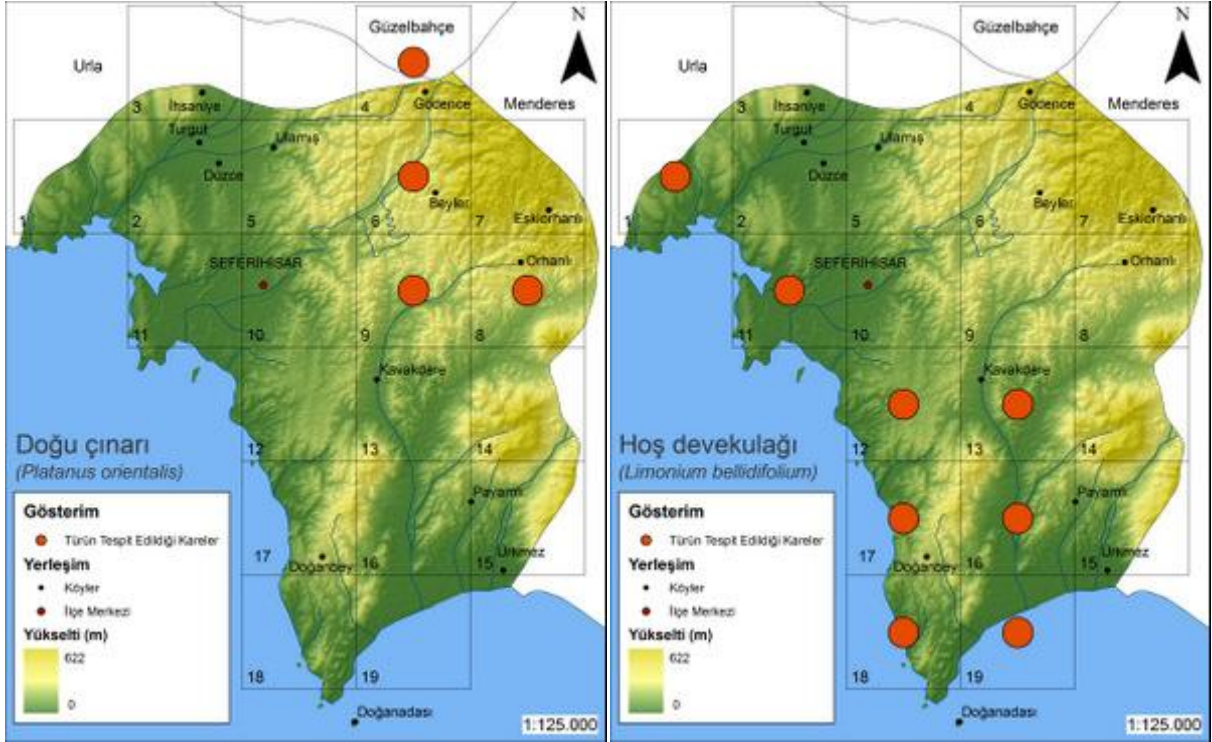 Güzelbahçe
N
Urla
3
4
İhsaniye
Gödence
Menderes
Turgut
Ulamış
Düzce
Beyler
1
2
5
6
7
Eskiorhanlı
SEFERİHİSAR
Orhanlı
11
10
9
8
Kavakdere
Doğu çınarı
(Platanus orientalis)
12
13
14
Gösterim
Türün Tespit Edildiği Kareler
Yerleşim
Köyler
İlçe Merkezi
Yükselti (m)
622
0
Payamlı
17
Doğanbey
16
15
Ürkmez
18
19
Doğanadası
1:125.000
Güzelbahçe
N
Urla
3
4
İhsaniye
Gödence
Menderes
Turgut
Ulamış
Düzce
Beyler
1
2
5
6
7
Eskiorhanlı
SEFERİHİSAR
Orhanlı
11
10
9
8
Kavakdere
Hoş devekulağı
(Limonium bellidifolium)
12
13
14
Gösterim
Türün Tespit Edildiği Kareler
Yerleşim
Köyler
İlçe Merkezi
Yükselti (m)
622
0
Payamlı
17
Doğanbey
16
15
Ürkmez
18
19
Doğanadası
1:125.000